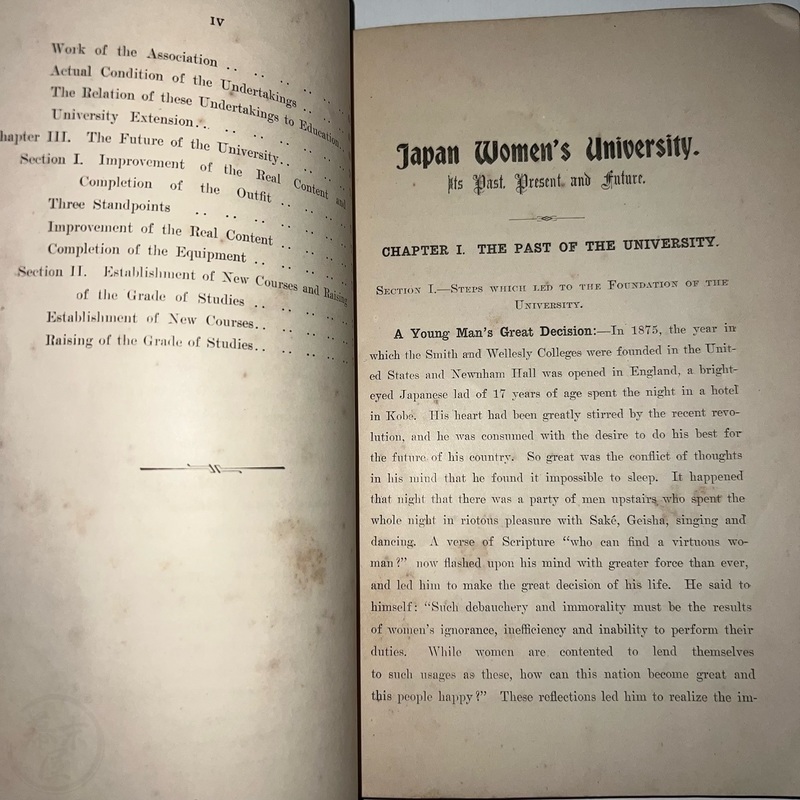 IV
Work of the Association .. .. .. .. ..
Actual Condition of the Undertakings .. ..
The Relation of these Undertakings to Education..
University Extension.. .. .. .. .. ..
hapter III. The Future of the University.. .. ..
Section I. Improvement of the Real Content and
Completion of the Outfit .. .. ..
Three Standpoints .. .. .. .. .. ..
Improvement of the Real Content .. .. ..
Completion of the Equipment .. .. .. ..
Section II. Establishment of New Courses and Raising
of the Grade of Studies .. .. .. ..
Establishment of New Courses.. .. .. ..
Raising of the Grade of Studies.. .. .. ..
Japan Women's University.
Its Past, Present and Future.
CHAPTER I. THE PAST OF THE UNIVERSITY.
Section I.—Steps which led to the Foundation of the
University.
A Young Man's Great Decision:—In 1875, the year in
which the Smith and Wellesly Colleges were founded in the Unit-
ed States and Newnham Hall was opened in England, a bright-
eyed Japanese lad of 17 years of age spent the night in a hotel
in Kobe. His heart had been greatly stirred by the recent revo-
lution, and he was consumed with the desire to do his best for
the future of his country. So great was the conflict of thoughts
in his mind that he found it impossible to sleep. It happened
that night that there was a party of men upstairs who spent the
whole night in riotous pleasure with Saké, Geisha, singing and
dancing. A verse of Scripture “who can find a virtuous wo-
man?” now flashed upon his mind with greater force than ever,
and led him to make the great decision of his life. He said to
himself: “Such debauchery and immorality must be the results
of women's ignorance, inefficiency and inability to perform their
duties. While women are contented to lend themselves
to such usages as these, how can this nation become great and
this people happy?” These reflections led him to realize the im-